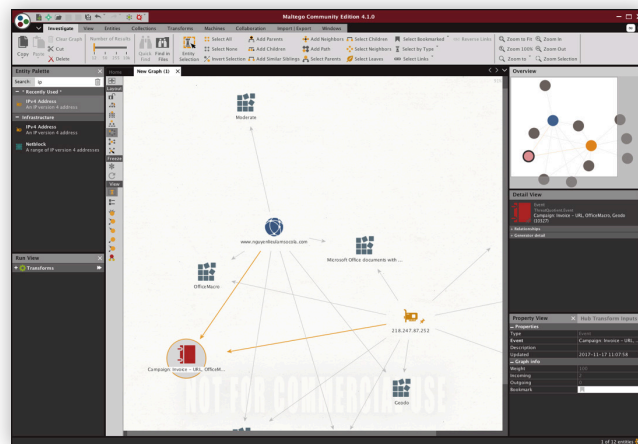 Maltego Community Edition 4.1.0
Investigate View Entities Collections Transforms Machines Collaboration Import | Export Windows
Copy Paste Cut Delete Clear Graph
Number of Results
Quick Find Find in Files
Entity Selection
Select All
Select None
Invert Selection
Add Parents
Add Children
Add Similar Siblings
Add Neighbors
Add Path
Select Parents
Select Children
Select Neighbors
Select Leaves
Select Bookmarked
Select by Type
Select Links
Reverse Links
Zoom to Fit Zoom In
Zoom 100% Zoom Out
Zoom to Zoom Selection
Entity Palette
Search: ip
* Recently Used *
IPv4 Address
An IP version 4 address
Infrastructure
IPv4 Address
An IP version 4 address
Netblock
A range of IP version 4 addresses
Run View
Transforms
Home
Layout
Freeze
View
New Graph (1)
Moderate
OfficeMacro
Microsoft Office documents with ...
218.247.87.252
Campaign: Invoice - URL, OfficeM...
Geodo
NOT FOR COMMERCIAL USE
Overview
Detail View
Event
Campaign: Invoice - URL, OfficeMacro, Geodo
Relationships
Generator detail
Property View Hub Transform Inputs
Properties
Type Event
Event Campaign: Invoice - URL,
Description
Updated 2017-11-17 11:07:54
Graph info
Weight
Incoming
Outgoing
Bookmark
1 of 12 entities